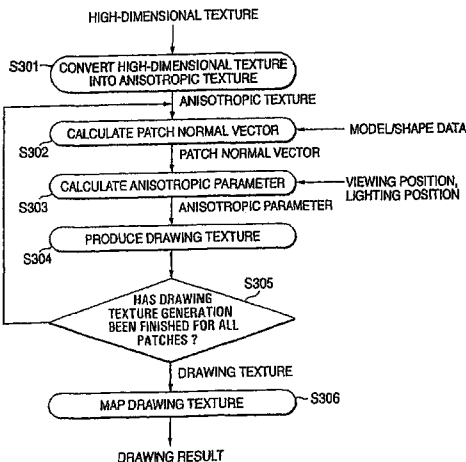 HIGH-DIMENSIONAL TEXTURE
S301
CONVERT HIGH-DIMENSIONAL TEXTURE
INTO ANISOTROPIC TEXTURE
ANISOTROPIC TEXTURE
CALCULATE PATCH NORMAL VECTOR
MODEL/SHAPE DATA
S302
PATCH NORMAL VECTOR
CALCULATE ANISOTROPIC PARAMETER
VIEWING POSITION,
LIGHTING POSITION
S303
ANISOTROPIC PARAMETER
PRODUCE DRAWING TEXTURE
S304
S305
HAS DRAWING
TEXTURE GENERATION
BEEN FINISHED FOR ALL
PATCHES ?
DRAWING TEXTURE
MAP DRAWING TEXTURE
S306
DRAWING RESULT